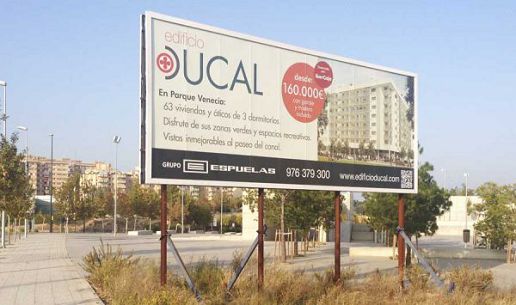 edificio
DUCAL
En Parque Venecia:
63 viviendas y áticos de 3 dormitorios.
Disfrute de sus zonas verdes y espacios recreativos.
Vistas inmejorables al paseo del canal.
desde:
160.000€
con garaje
y trastero
incluido
GRUPO ESPUELAS 976 379 300 www.edificioducal.com